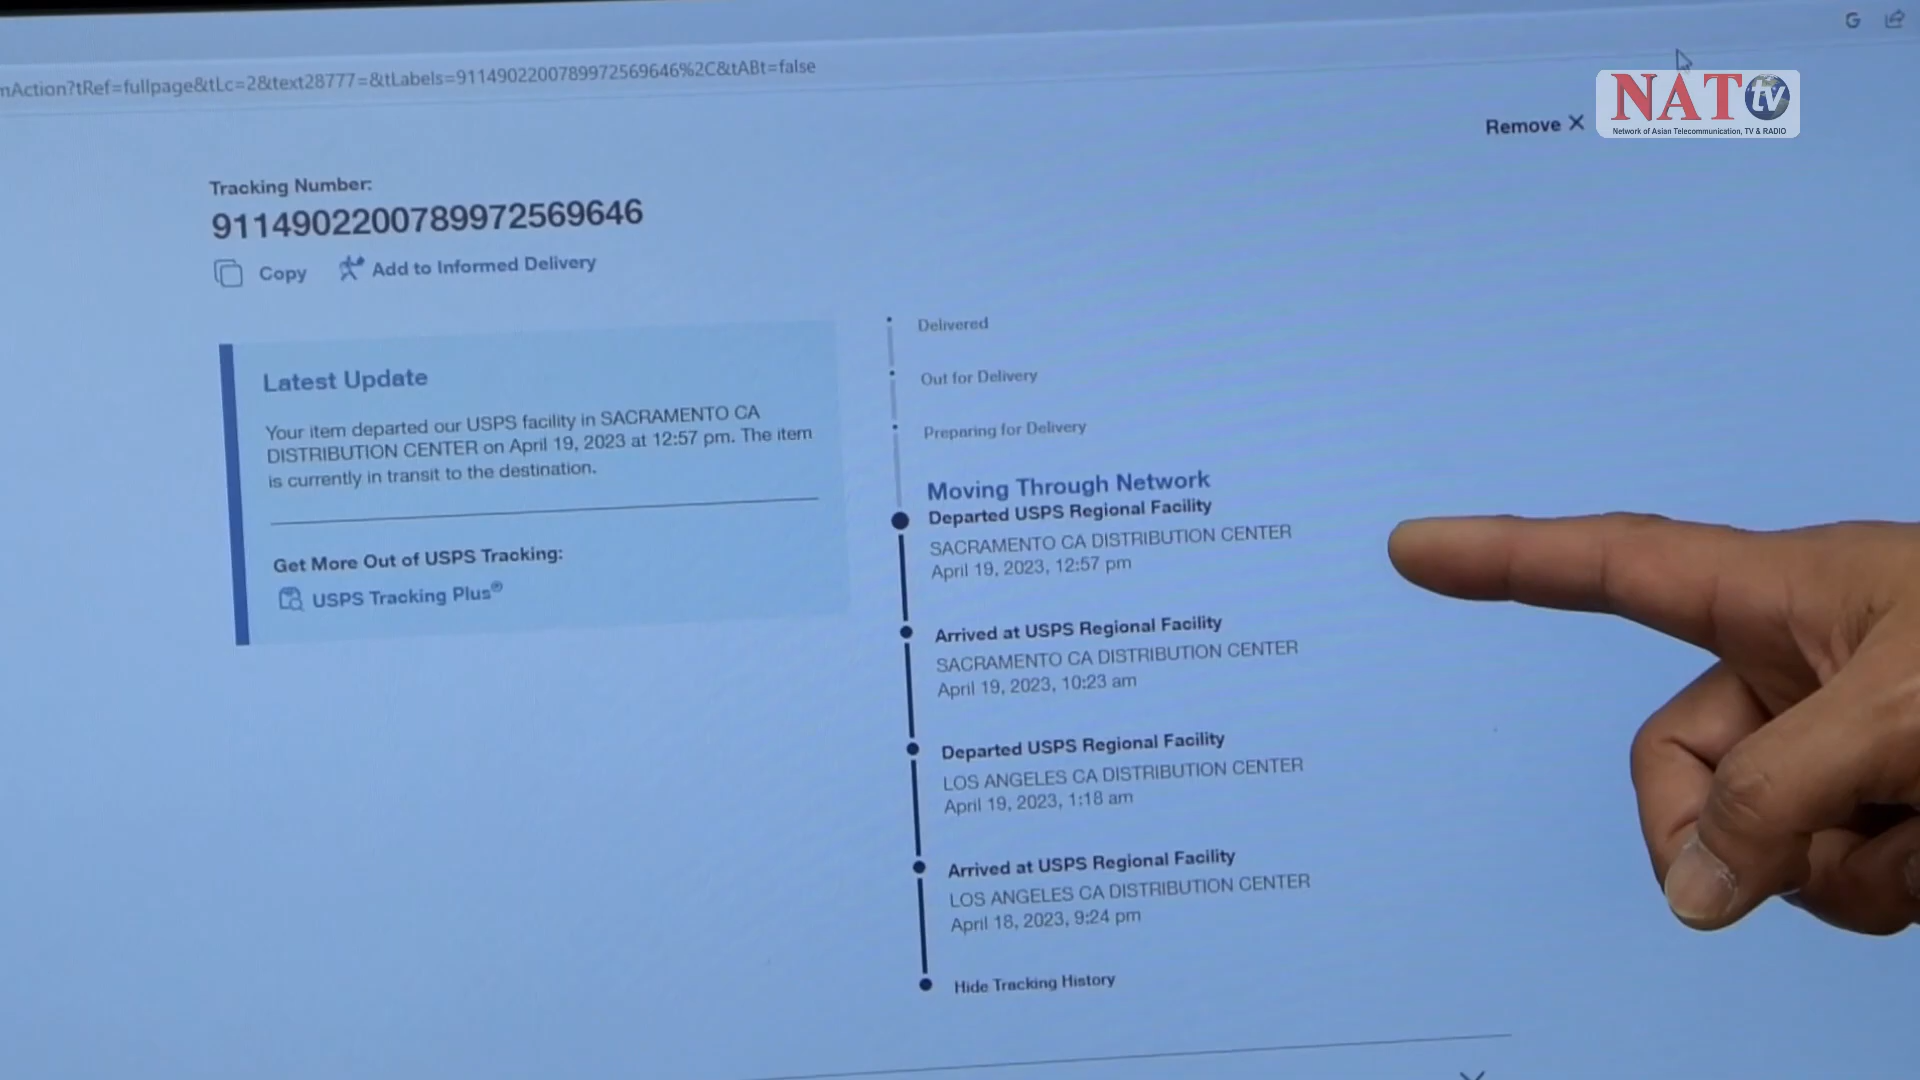 mAction?tRef=fullpage&tLc=2&text28777=&tLabels=9114902200789972569646%2C&tABt=false
G
NAT tv
Network of Asian Telecommunication, TV & RADIO
Remove X
Tracking Number:
9114902200789972569646
Copy Add to Informed Delivery
Latest Update
Your item departed our USPS facility in SACRAMENTO CA
DISTRIBUTION CENTER on April 19, 2023 at 12:57 pm. The item
is currently in transit to the destination.
Get More Out of USPS Tracking:
USPS Tracking Plus®
Delivered
Out for Delivery
Preparing for Delivery
Moving Through Network
Departed USPS Regional Facility
SACRAMENTO CA DISTRIBUTION CENTER
April 19, 2023, 12:57 pm
Arrived at USPS Regional Facility
SACRAMENTO CA DISTRIBUTION CENTER
April 19, 2023, 10:23 am
Departed USPS Regional Facility
LOS ANGELES CA DISTRIBUTION CENTER
April 19, 2023, 1:18 am
Arrived at USPS Regional Facility
LOS ANGELES CA DISTRIBUTION CENTER
April 18, 2023, 9:24 pm
Hide Tracking History